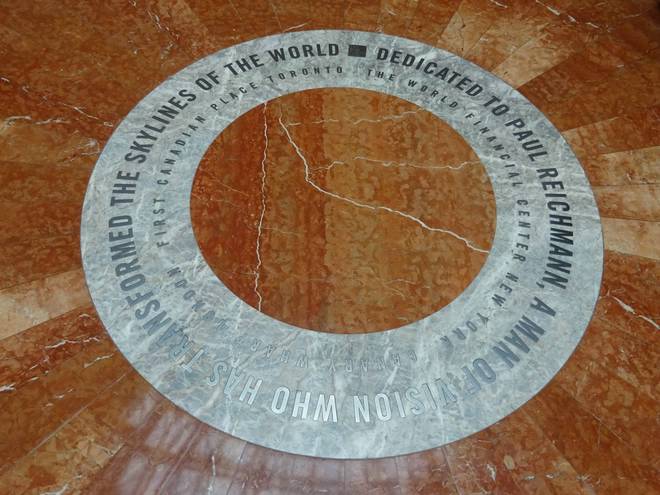 DEDICATED TO PAUL REICHMANN, A MAN OF VISION WHO HAS TRANSFORMED THE SKYLINES OF THE WORLD
THE WORLD FINANCIAL CENTER NEW YORK CANARY WHARF LONDON FIRST CANADIAN PLACE TORONTO